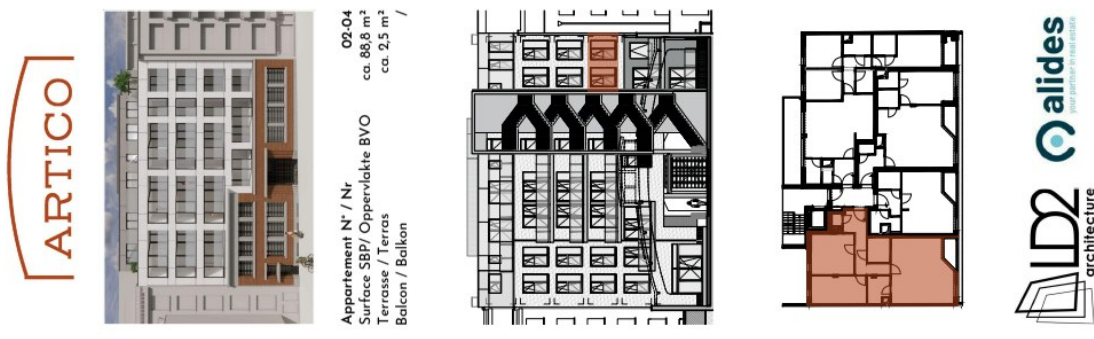 ARTICO
Appartement N° / Nr 02-04
Surface SBP/ Oppervlakte BVO ca. 88,8 m²
Terrasse / Terras ca. 2,5 m²
Balcon / Balkon /
LD2
architecture
alides
your partner in real estate